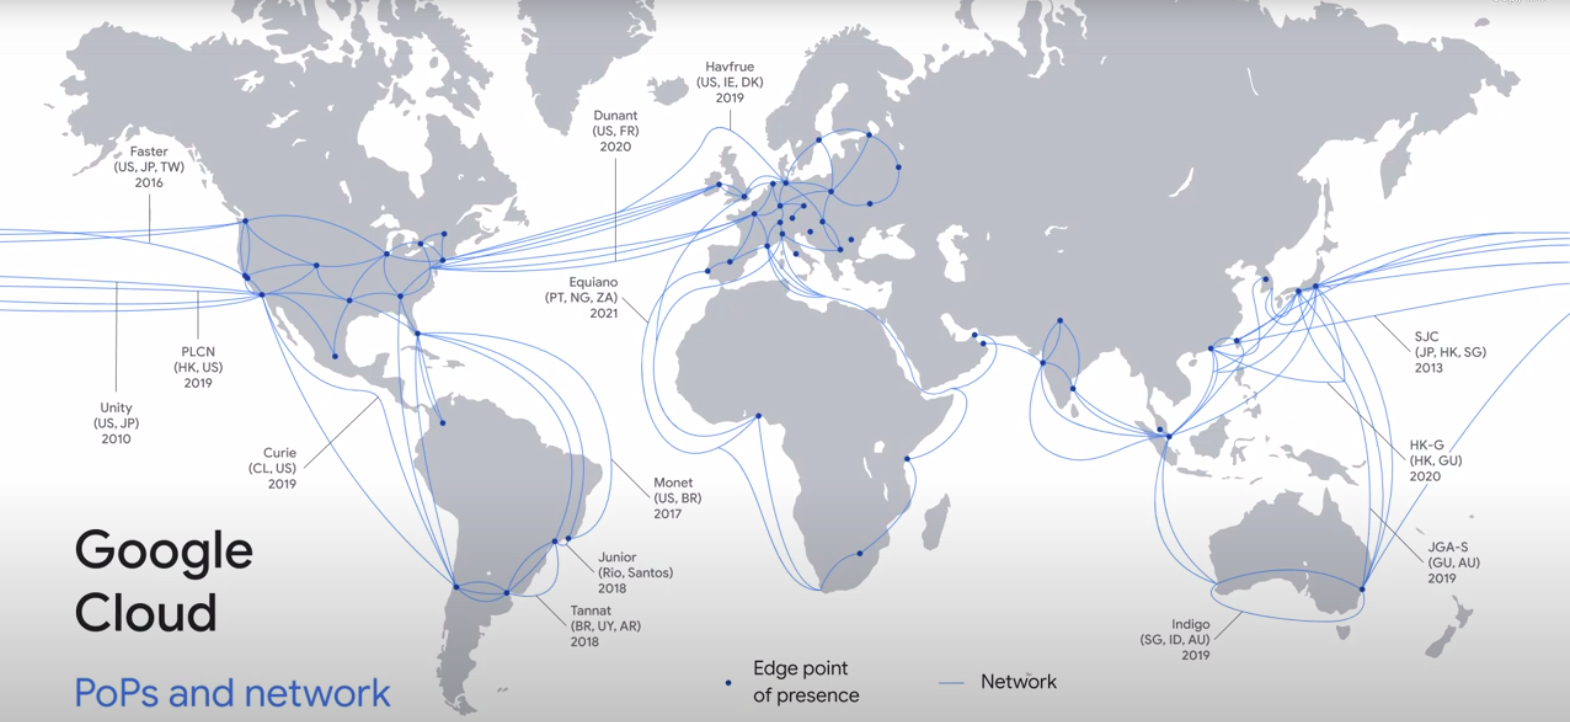 Havfrue
(US, IE, DK)
2019
Dunant
(US, FR)
2020
Faster
(US, JP, TW)
2016
Equiano
(PT, NG, ZA)
2021
PLCN
(HK, US)
2019
SJC
(JP, HK, SG)
2013
Unity
(US, JP)
2010
Curie
(CL, US)
2019
HK-G
(HK, GU)
2020
Monet
(US, BR)
2017
Google
Cloud
Junior
(Rio, Santos)
2018
JGA-S
(GU, AU)
2019
Tannat
(BR, UY, AR)
2018
Indigo
(SG, ID, AU)
2019
PoPs and network
Edge point
of presence
Network